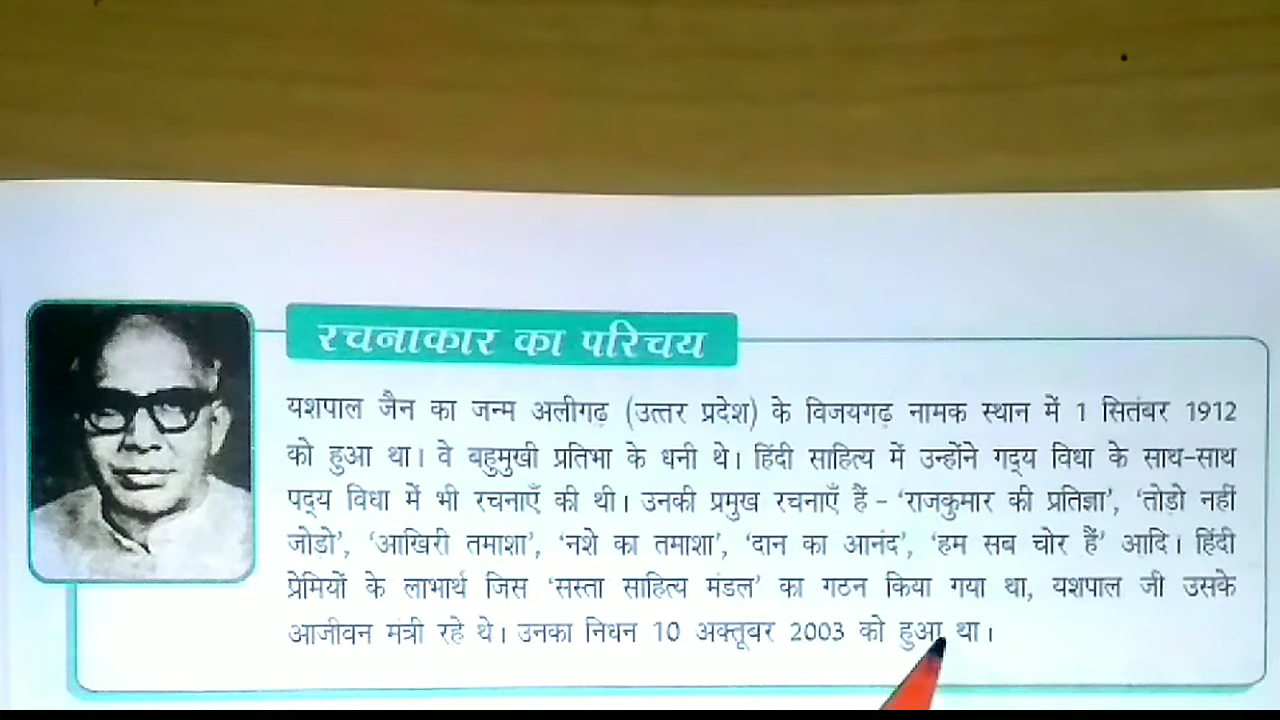 रचनाकार का परिचय
यशपाल जैन का जन्म अलीगढ़ (उत्तर प्रदेश) के विजयगढ़ नामक स्थान में 1 सितंबर 1912
को हुआ था। वे बहुमुखी प्रतिभा के धनी थे। हिंदी साहित्य में उन्होंने गद्‌य विधा के साथ-साथ
पद्‌य विधा में भी रचनाएँ की थी। उनकी प्रमुख रचनाएँ हैं – ‘राजकुमार की प्रतिज्ञा’, ‘तोड़ो नहीं
जोडो’, ‘आखिरी तमाशा’, ‘नशे का तमाशा’, ‘दान का आनंद’, ‘हम सब चोर हैं’ आदि। हिंदी
प्रेमियों के लाभार्थ जिस ‘सस्ता साहित्य मंडल’ का गठन किया गया था, यशपाल जी उसके
आजीवन मंत्री रहे थे। उनका निधन 10 अक्तूबर 2003 को हुआ था।